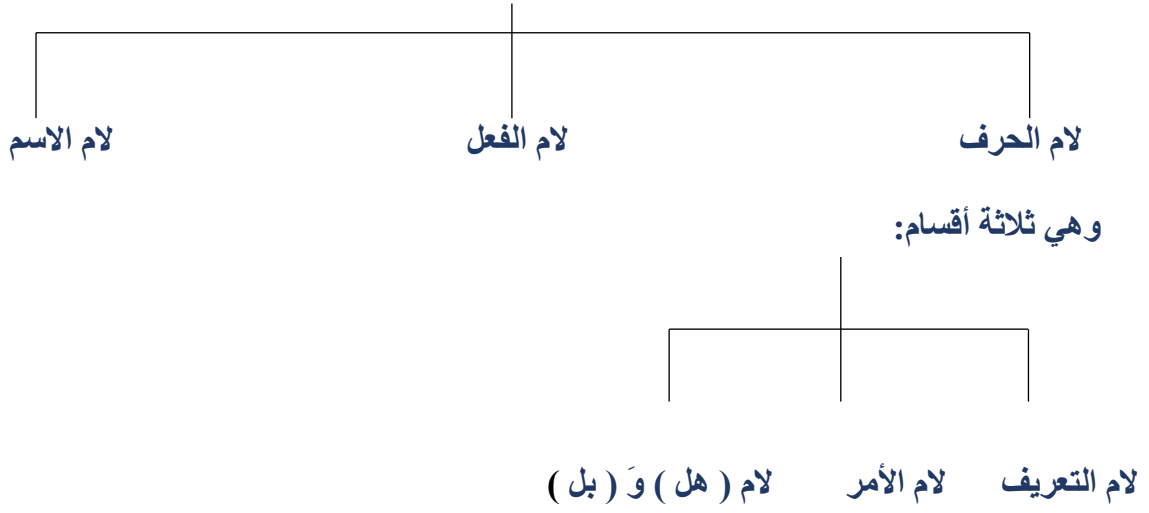 لام الحرف لام الفعل لام الاسم
وهي ثلاثة أقسام:
لام التعريف لام الأمر لام ( هل ) وَ ( بل )